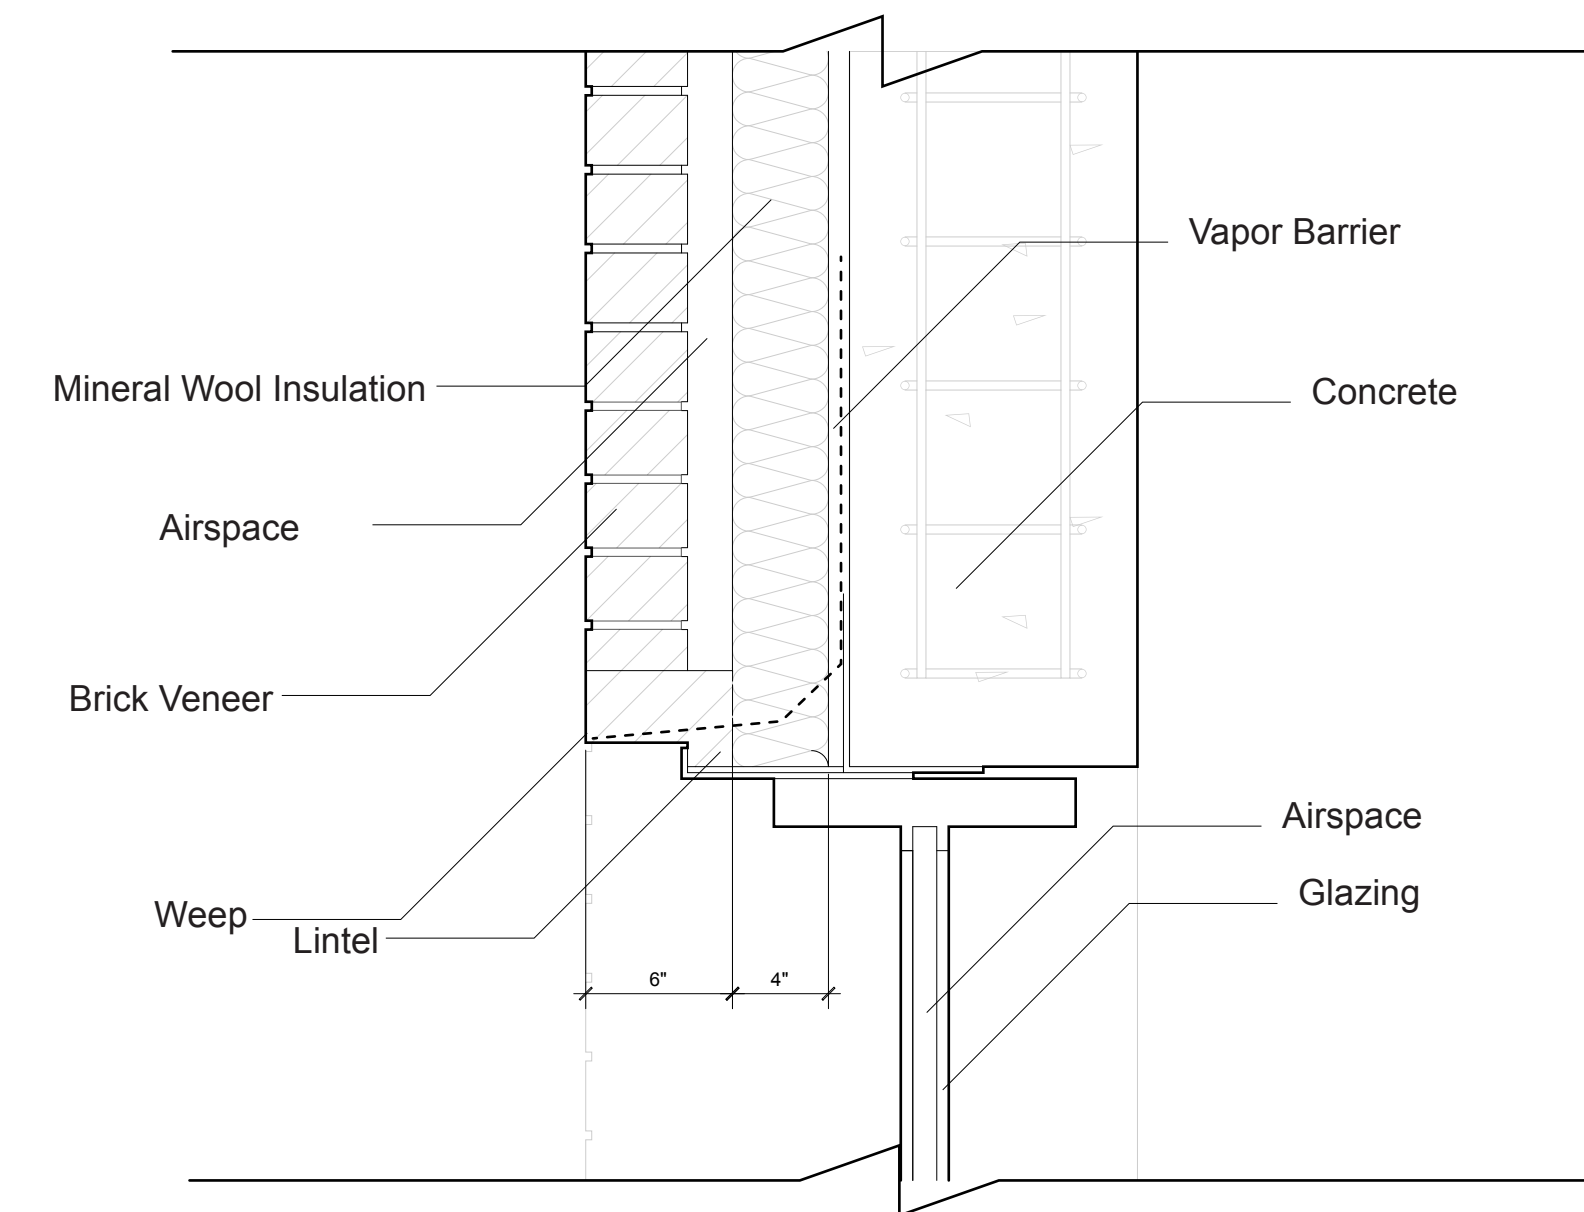 Vapor Barrier
Mineral Wool Insulation
Concrete
Airspace
Brick Veneer
Airspace
Glazing
Weep
Lintel
6"
4"